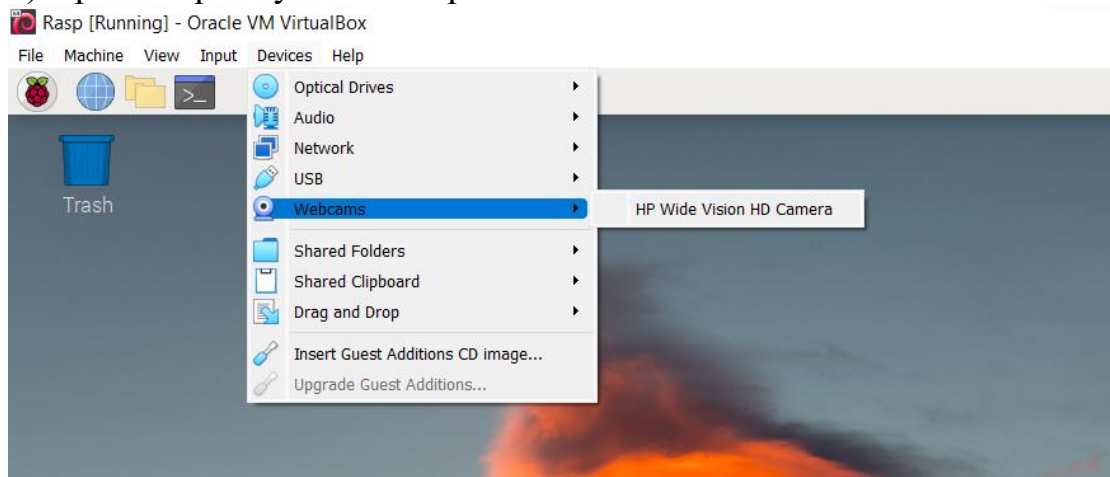 Rasp [Running] - Oracle VM VirtualBox
File Machine View Input Devices Help
Optical Drives
Audio
Network
USB
Webcams
HP Wide Vision HD Camera
Shared Folders
Shared Clipboard
Drag and Drop
Insert Guest Additions CD image...
Upgrade Guest Additions...
Trash